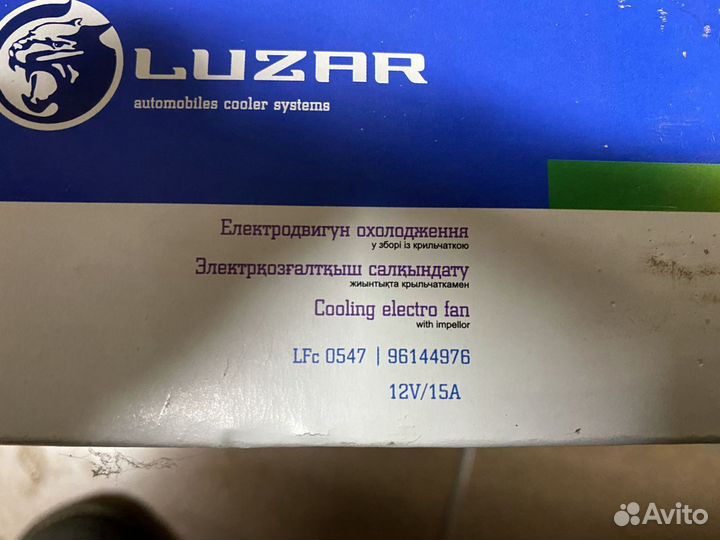 LUZAR
automobiles cooler systems
Електродвигун охолодження
у зборі із крильчаткою
Электрқозғалтқыш салқындату
жиынтықта крыльчаткамен
Cooling electro fan
with impellor
LFc 0547 | 96144976
12V/15A
Avito